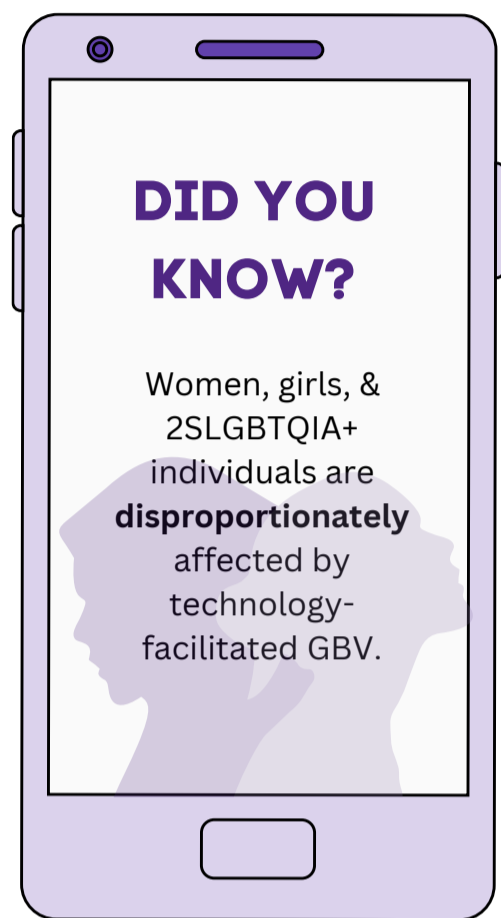 DID YOU
KNOW?
Women, girls, &
2SLGBTQIA+
individuals are
disproportionately
affected by
technology-
facilitated GBV.